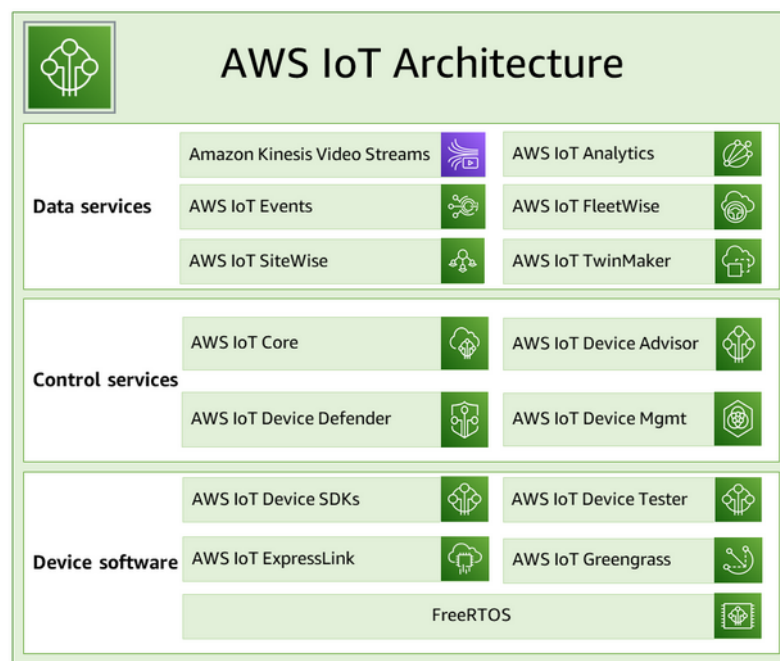 AWS IoT Architecture
Data services
Amazon Kinesis Video Streams
AWS IoT Analytics
AWS IoT Events
AWS IoT FleetWise
AWS IoT SiteWise
AWS IoT TwinMaker
Control services
AWS IoT Core
AWS IoT Device Advisor
AWS IoT Device Defender
AWS IoT Device Mgmt
Device software
AWS IoT Device SDKs
AWS IoT Device Tester
AWS IoT ExpressLink
AWS IoT Greengrass
FreeRTOS